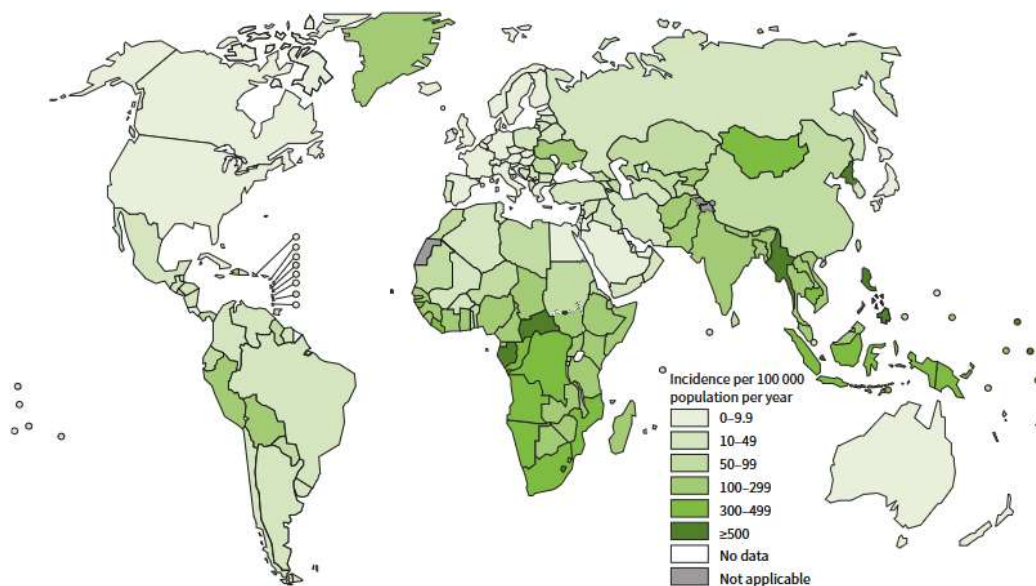 Incidence per 100 000
population per year
0–9.9
10–49
50–99
100–299
300–499
≥500
No data
Not applicable